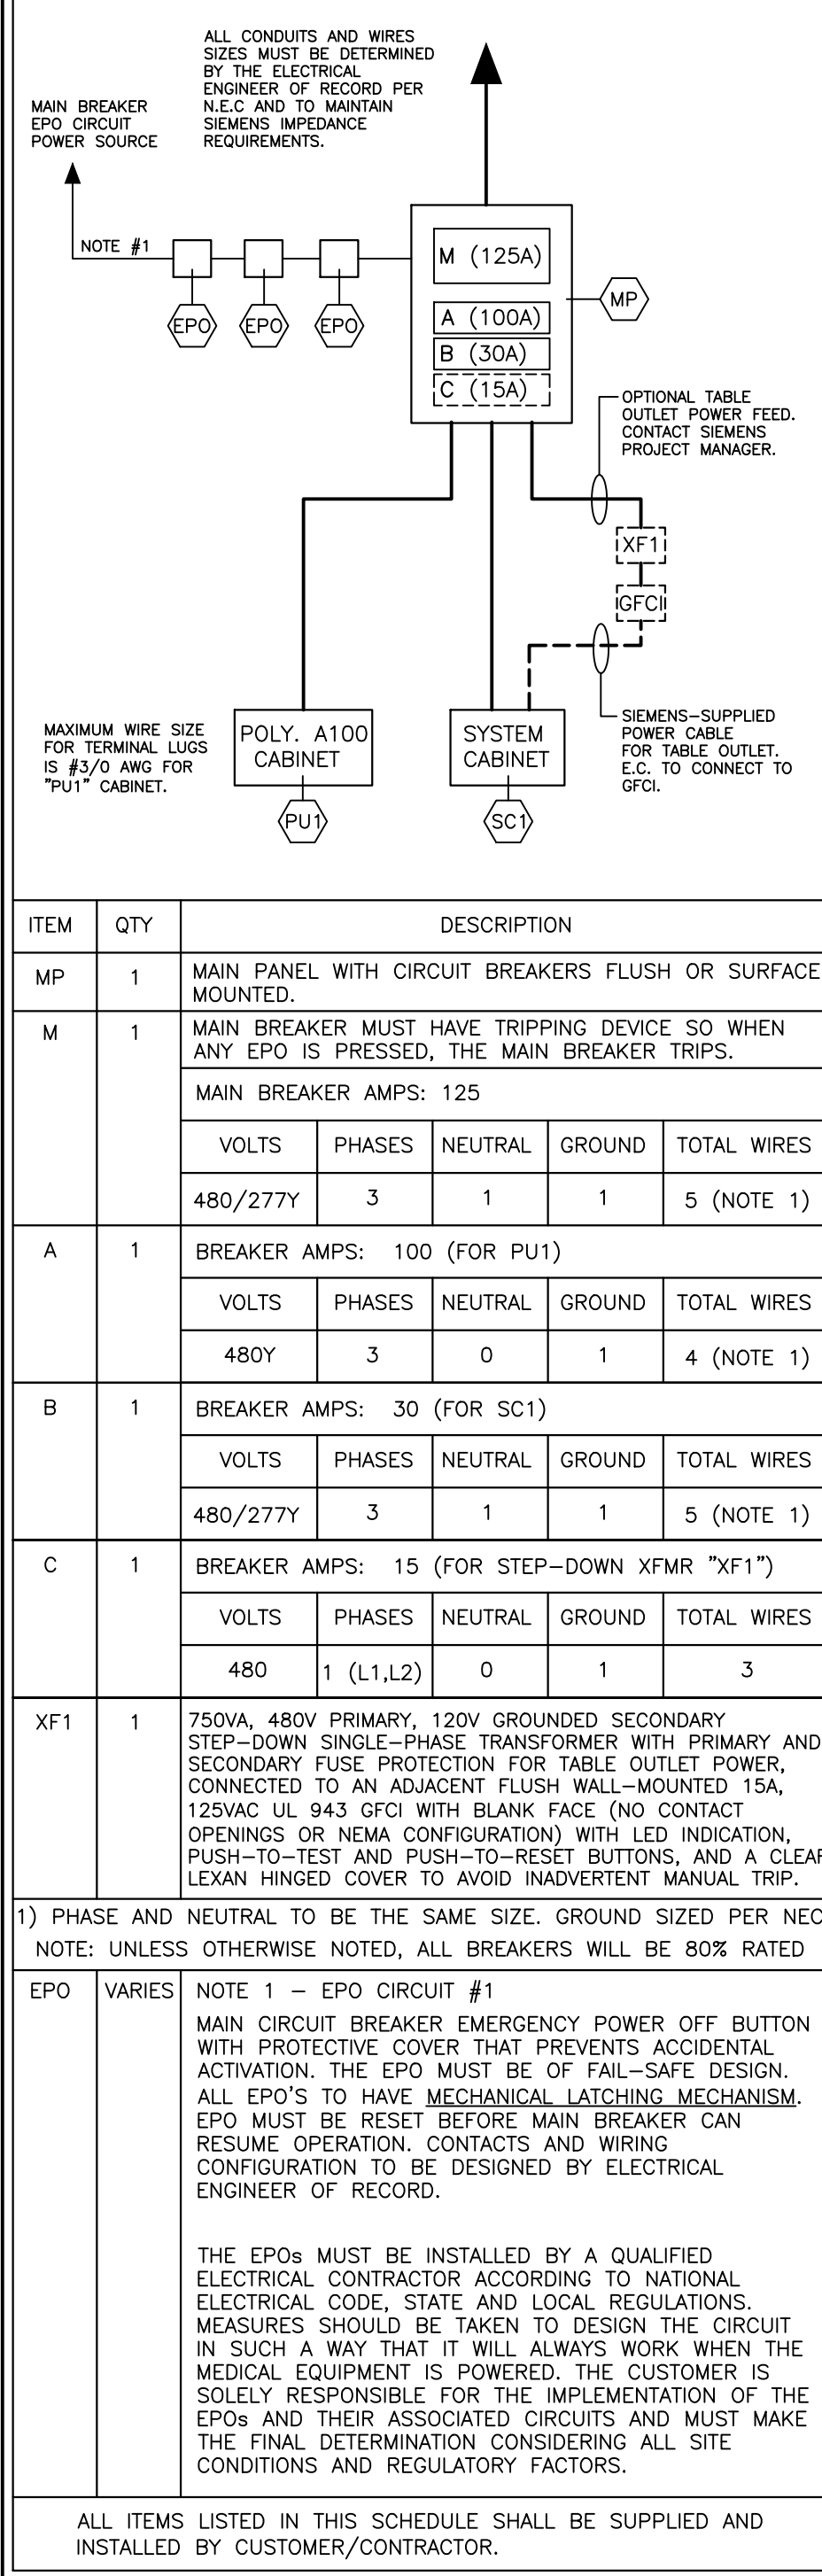 ALL CONDUITS AND WIRES
SIZES MUST BE DETERMINED
BY THE ELECTRICAL
ENGINEER OF RECORD PER
N.E.C AND TO MAINTAIN
SIEMENS IMPEDANCE
REQUIREMENTS.
MAIN BREAKER
EPO CIRCUIT
POWER SOURCE
NOTE #1
EPO
EPO
EPO
M (125A)
A (100A)
B (30A)
C (15A)
MP
OPTIONAL TABLE
OUTLET POWER FEED.
CONTACT SIEMENS
PROJECT MANAGER.
XF1
GFCI
SIEMENS-SUPPLIED
POWER CABLE
FOR TABLE OUTLET.
E.C. TO CONNECT TO
GFCI.
MAXIMUM WIRE SIZE
FOR TERMINAL LUGS
IS #3/0 AWG FOR
"PU1" CABINET.
POLY. A100
CABINET
PU1
SYSTEM
CABINET
SC1
ITEM QTY DESCRIPTION
MP 1 MAIN PANEL WITH CIRCUIT BREAKERS FLUSH OR SURFACE
MOUNTED.
M 1 MAIN BREAKER MUST HAVE TRIPPING DEVICE SO WHEN
ANY EPO IS PRESSED, THE MAIN BREAKER TRIPS.
MAIN BREAKER AMPS: 125
VOLTS PHASES NEUTRAL GROUND TOTAL WIRES
480/277Y 3 1 1 5 (NOTE 1)
A 1 BREAKER AMPS: 100 (FOR PU1)
VOLTS PHASES NEUTRAL GROUND TOTAL WIRES
480Y 3 0 1 4 (NOTE 1)
B 1 BREAKER AMPS: 30 (FOR SC1)
VOLTS PHASES NEUTRAL GROUND TOTAL WIRES
480/277Y 3 1 1 5 (NOTE 1)
C 1 BREAKER AMPS: 15 (FOR STEP-DOWN XFMR "XF1")
VOLTS PHASES NEUTRAL GROUND TOTAL WIRES
480 1 (L1,L2) 0 1 3
XF1 1 750VA, 480V PRIMARY, 120V GROUNDED SECONDARY
STEP-DOWN SINGLE-PHASE TRANSFORMER WITH PRIMARY AND
SECONDARY FUSE PROTECTION FOR TABLE OUTLET POWER,
CONNECTED TO AN ADJACENT FLUSH WALL-MOUNTED 15A,
125VAC UL 943 GFCI WITH BLANK FACE (NO CONTACT
OPENINGS OR NEMA CONFIGURATION) WITH LED INDICATION,
PUSH-TO-TEST AND PUSH-TO-RESET BUTTONS, AND A CLEAR
LEXAN HINGED COVER TO AVOID INADVERTENT MANUAL TRIP.
1) PHASE AND NEUTRAL TO BE THE SAME SIZE. GROUND SIZED PER NEC
NOTE: UNLESS OTHERWISE NOTED, ALL BREAKERS WILL BE 80% RATED
EPO VARIES NOTE 1 - EPO CIRCUIT #1
MAIN CIRCUIT BREAKER EMERGENCY POWER OFF BUTTON
WITH PROTECTIVE COVER THAT PREVENTS ACCIDENTAL
ACTIVATION. THE EPO MUST BE OF FAIL-SAFE DESIGN.
ALL EPO'S TO HAVE MECHANICAL LATCHING MECHANISM.
EPO MUST BE RESET BEFORE MAIN BREAKER CAN
RESUME OPERATION. CONTACTS AND WIRING
CONFIGURATION TO BE DESIGNED BY ELECTRICAL
ENGINEER OF RECORD.
THE EPOs MUST BE INSTALLED BY A QUALIFIED
ELECTRICAL CONTRACTOR ACCORDING TO NATIONAL
ELECTRICAL CODE, STATE AND LOCAL REGULATIONS.
MEASURES SHOULD BE TAKEN TO DESIGN THE CIRCUIT
IN SUCH A WAY THAT IT WILL ALWAYS WORK WHEN THE
MEDICAL EQUIPMENT IS POWERED. THE CUSTOMER IS
SOLELY RESPONSIBLE FOR THE IMPLEMENTATION OF THE
EPOs AND THEIR ASSOCIATED CIRCUITS AND MUST MAKE
THE FINAL DETERMINATION CONSIDERING ALL SITE
CONDITIONS AND REGULATORY FACTORS.
ALL ITEMS LISTED IN THIS SCHEDULE SHALL BE SUPPLIED AND
INSTALLED BY CUSTOMER/CONTRACTOR.